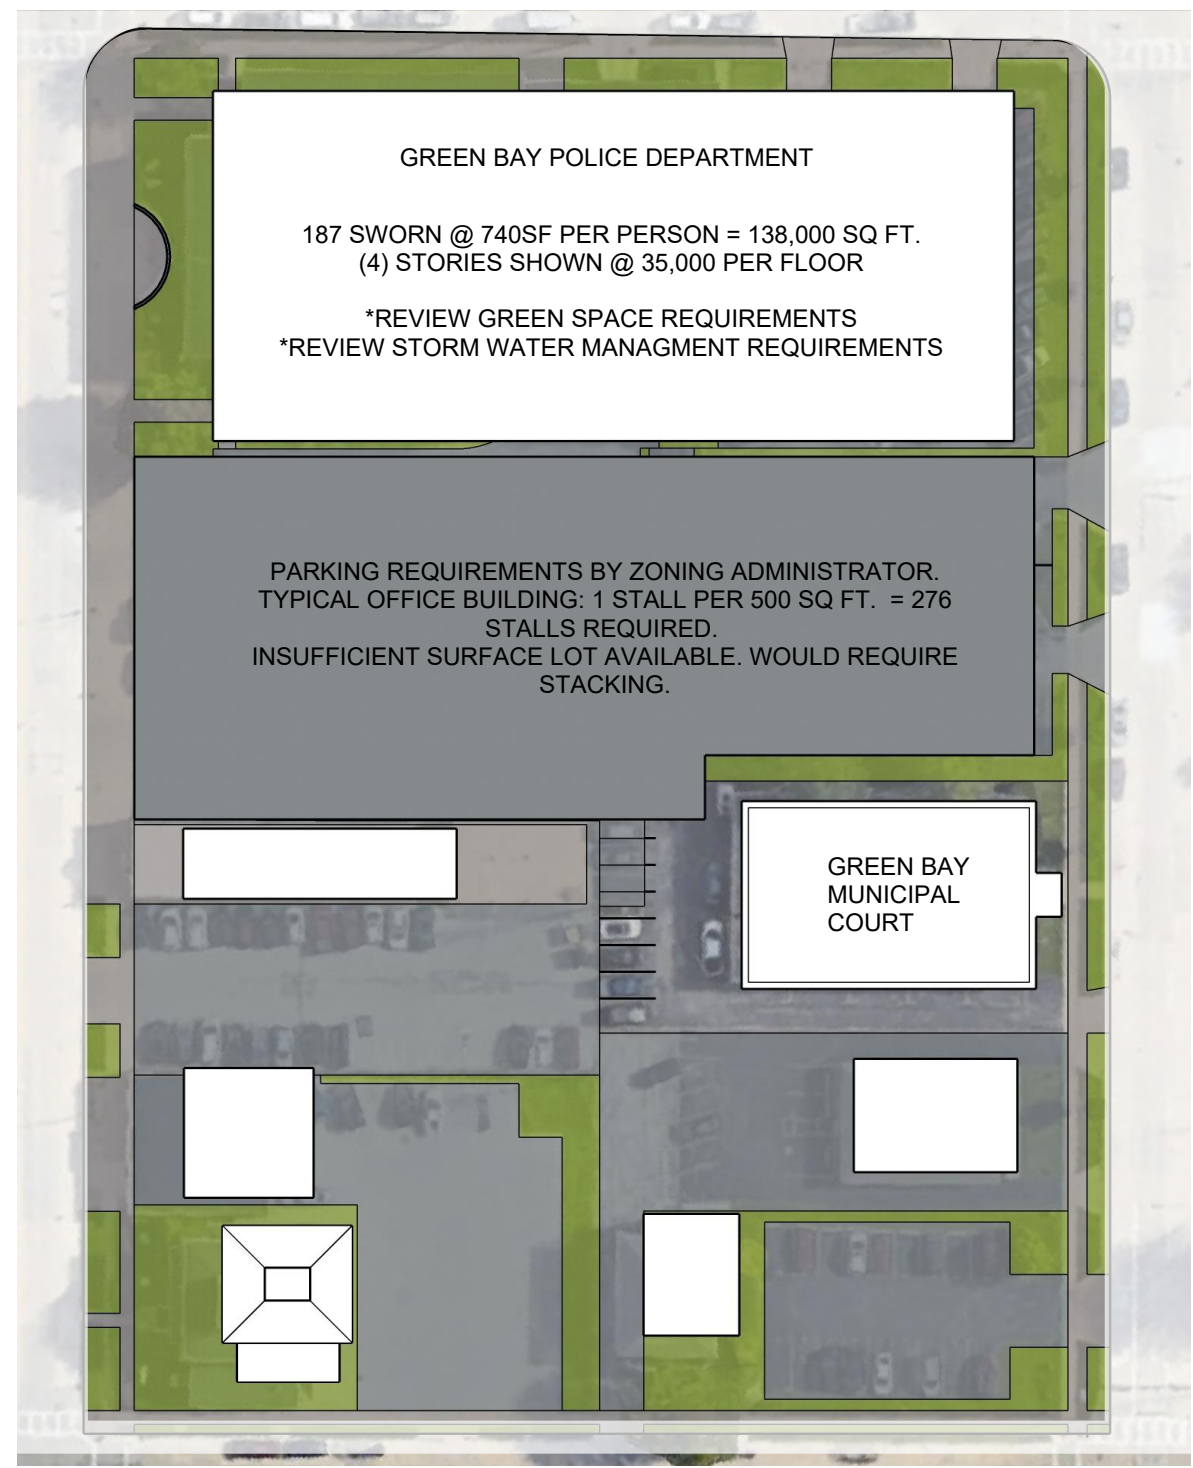 GREEN BAY POLICE DEPARTMENT
187 SWORN @ 740SF PER PERSON = 138,000 SQ FT.
(4) STORIES SHOWN @ 35,000 PER FLOOR
*REVIEW GREEN SPACE REQUIREMENTS
*REVIEW STORM WATER MANAGMENT REQUIREMENTS
PARKING REQUIREMENTS BY ZONING ADMINISTRATOR.
TYPICAL OFFICE BUILDING: 1 STALL PER 500 SQ FT. = 276
STALLS REQUIRED.
INSUFFICIENT SURFACE LOT AVAILABLE. WOULD REQUIRE
STACKING.
GREEN BAY
MUNICIPAL
COURT